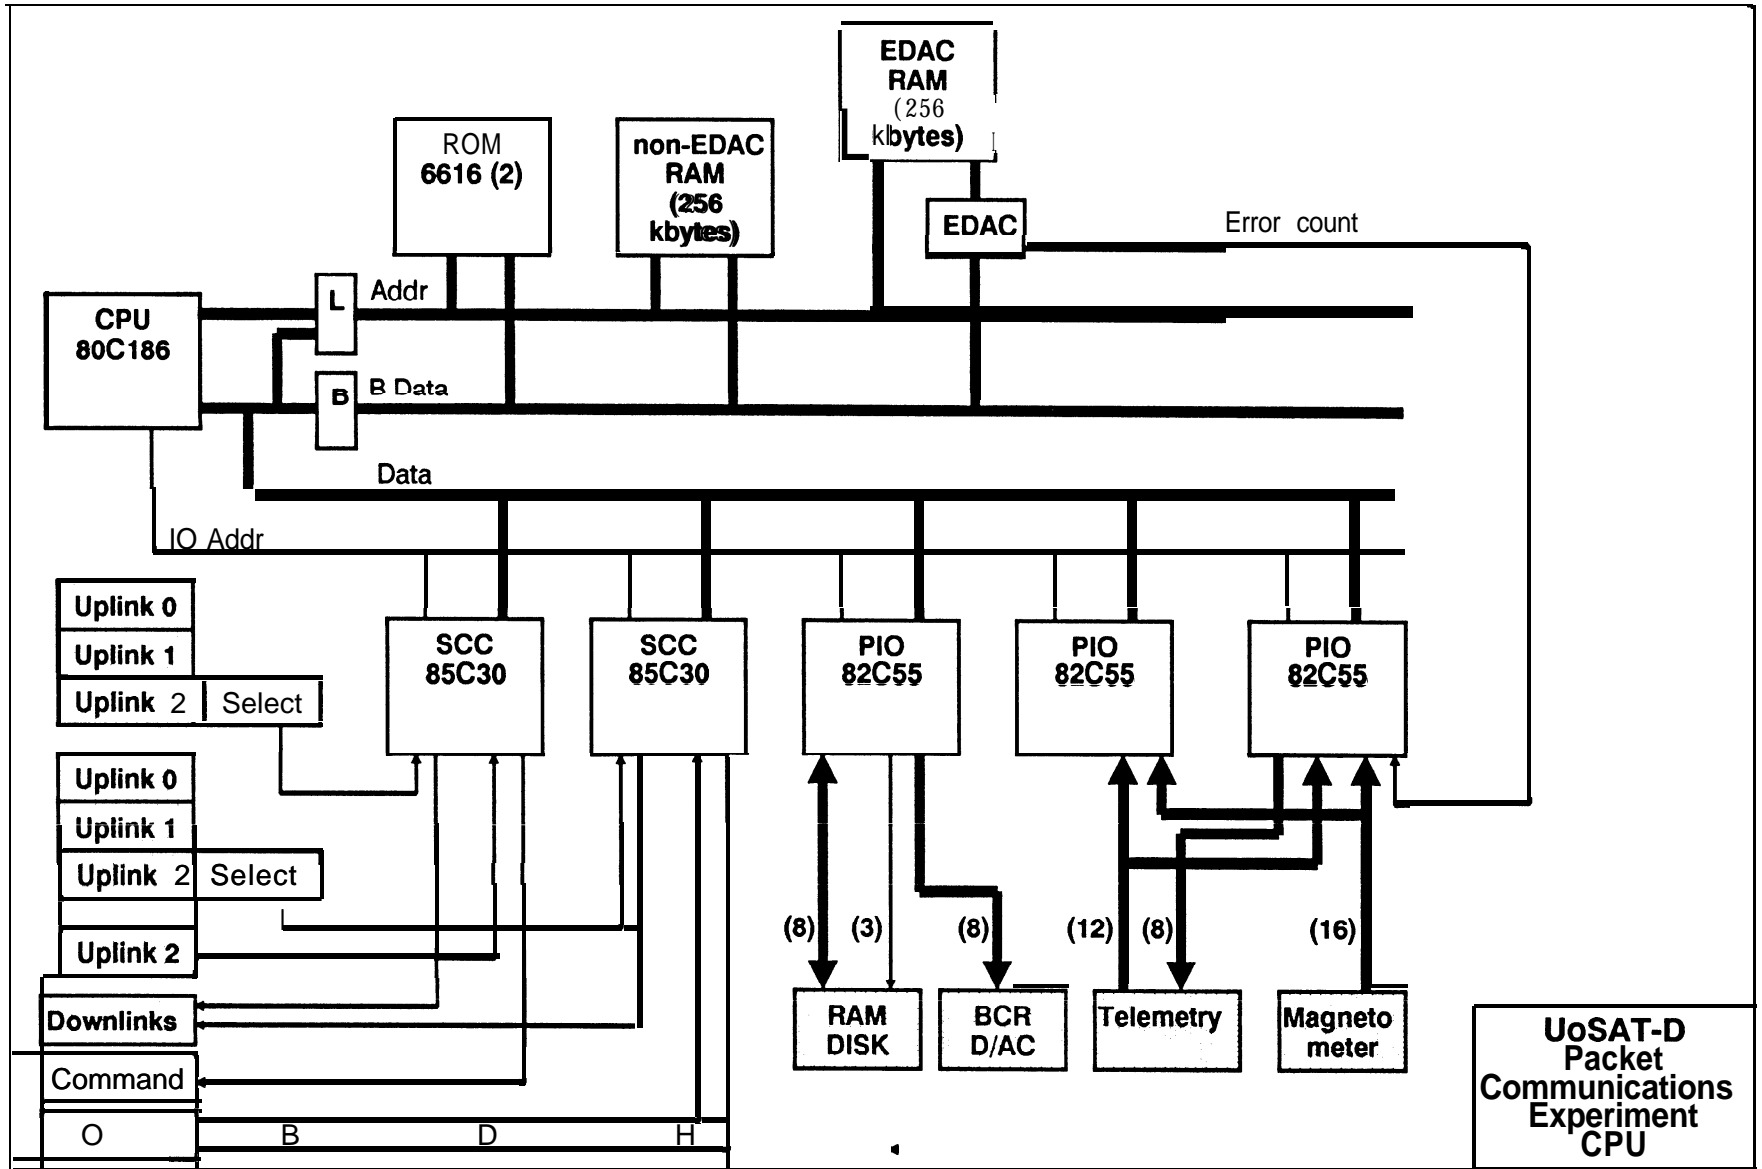 EDAC
RAM
(256
kbytes)
ROM
6616 (2)
non-EDAC
RAM
(256
kbytes)
EDAC
Error count
CPU
80C186
L
Addr
B
B Data
Data
IO Addr
Uplink 0
Uplink 1
Uplink 2 Select
SCC
85C30
SCC
85C30
PIO
82C55
PIO
82C55
PIO
82C55
Uplink 0
Uplink 1
Uplink 2 Select
Uplink 2
(8)
(3)
(8)
(12)
(8)
(16)
Downlinks
RAM
DISK
BCR
D/AC
Telemetry
Magneto
meter
Command
O B D H
UoSAT-D
Packet
Communications
Experiment
CPU